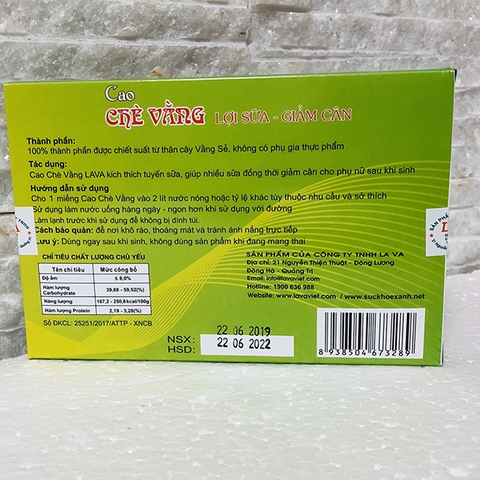 Cao
CHÈ VẰNG LỢI SỮA - GIẢM CÂN
Thành phần:
100% thành phần được chiết suất từ thân cây Vằng Sẻ, không có phụ gia thực phẩm
Tác dụng:
Cao Chè Vằng LAVA kích thích tuyến sữa, giúp nhiều sữa đồng thời giảm cân cho phụ nữ sau khi sinh
Hướng dẫn sử dụng
Cho 1 miếng Cao Chè Vằng vào 2 lít nước nóng hoặc tỷ lệ khác tùy thuộc nhu cầu và sở thích
Sử dụng làm nước uống hàng ngày - ngon hơn khi sử dụng với đường
Làm lạnh trước khi sử dụng để không bị dính túi.
Cách bảo quản: để nơi khô ráo, thoáng mát và tránh ánh nắng trực tiếp
Lưu ý: Dùng ngay sau khi sinh, không dùng sản phẩm khi đang mang thai
CHỈ TIÊU CHẤT LƯỢNG CHỦ YẾU
Tên chỉ tiêu Mức công bố
Độ ẩm ≤ 8,0%
Hàm lượng Carbohydrate 39,68 - 59,52(%)
Năng lượng 167,2 - 250,8kcal/100g
Hàm lượng Protein 2,19 - 3,28(%)
Số ĐKCL: 25251/2017/ATTP - XNCB
SẢN PHẨM CỦA CÔNG TY TNHH LA VA
Địa chỉ: 21 Nguyễn Thiện Thuật - Đông Lương
Đông Hà - Quảng Trị
Email: info@lavaviet.com
Hotline: 1900 636 988
Website: www.lavaviet.com / www.suckhoexanh.net
NSX: 22 06 2019
HSD: 22 06 2022
8 938504 673289